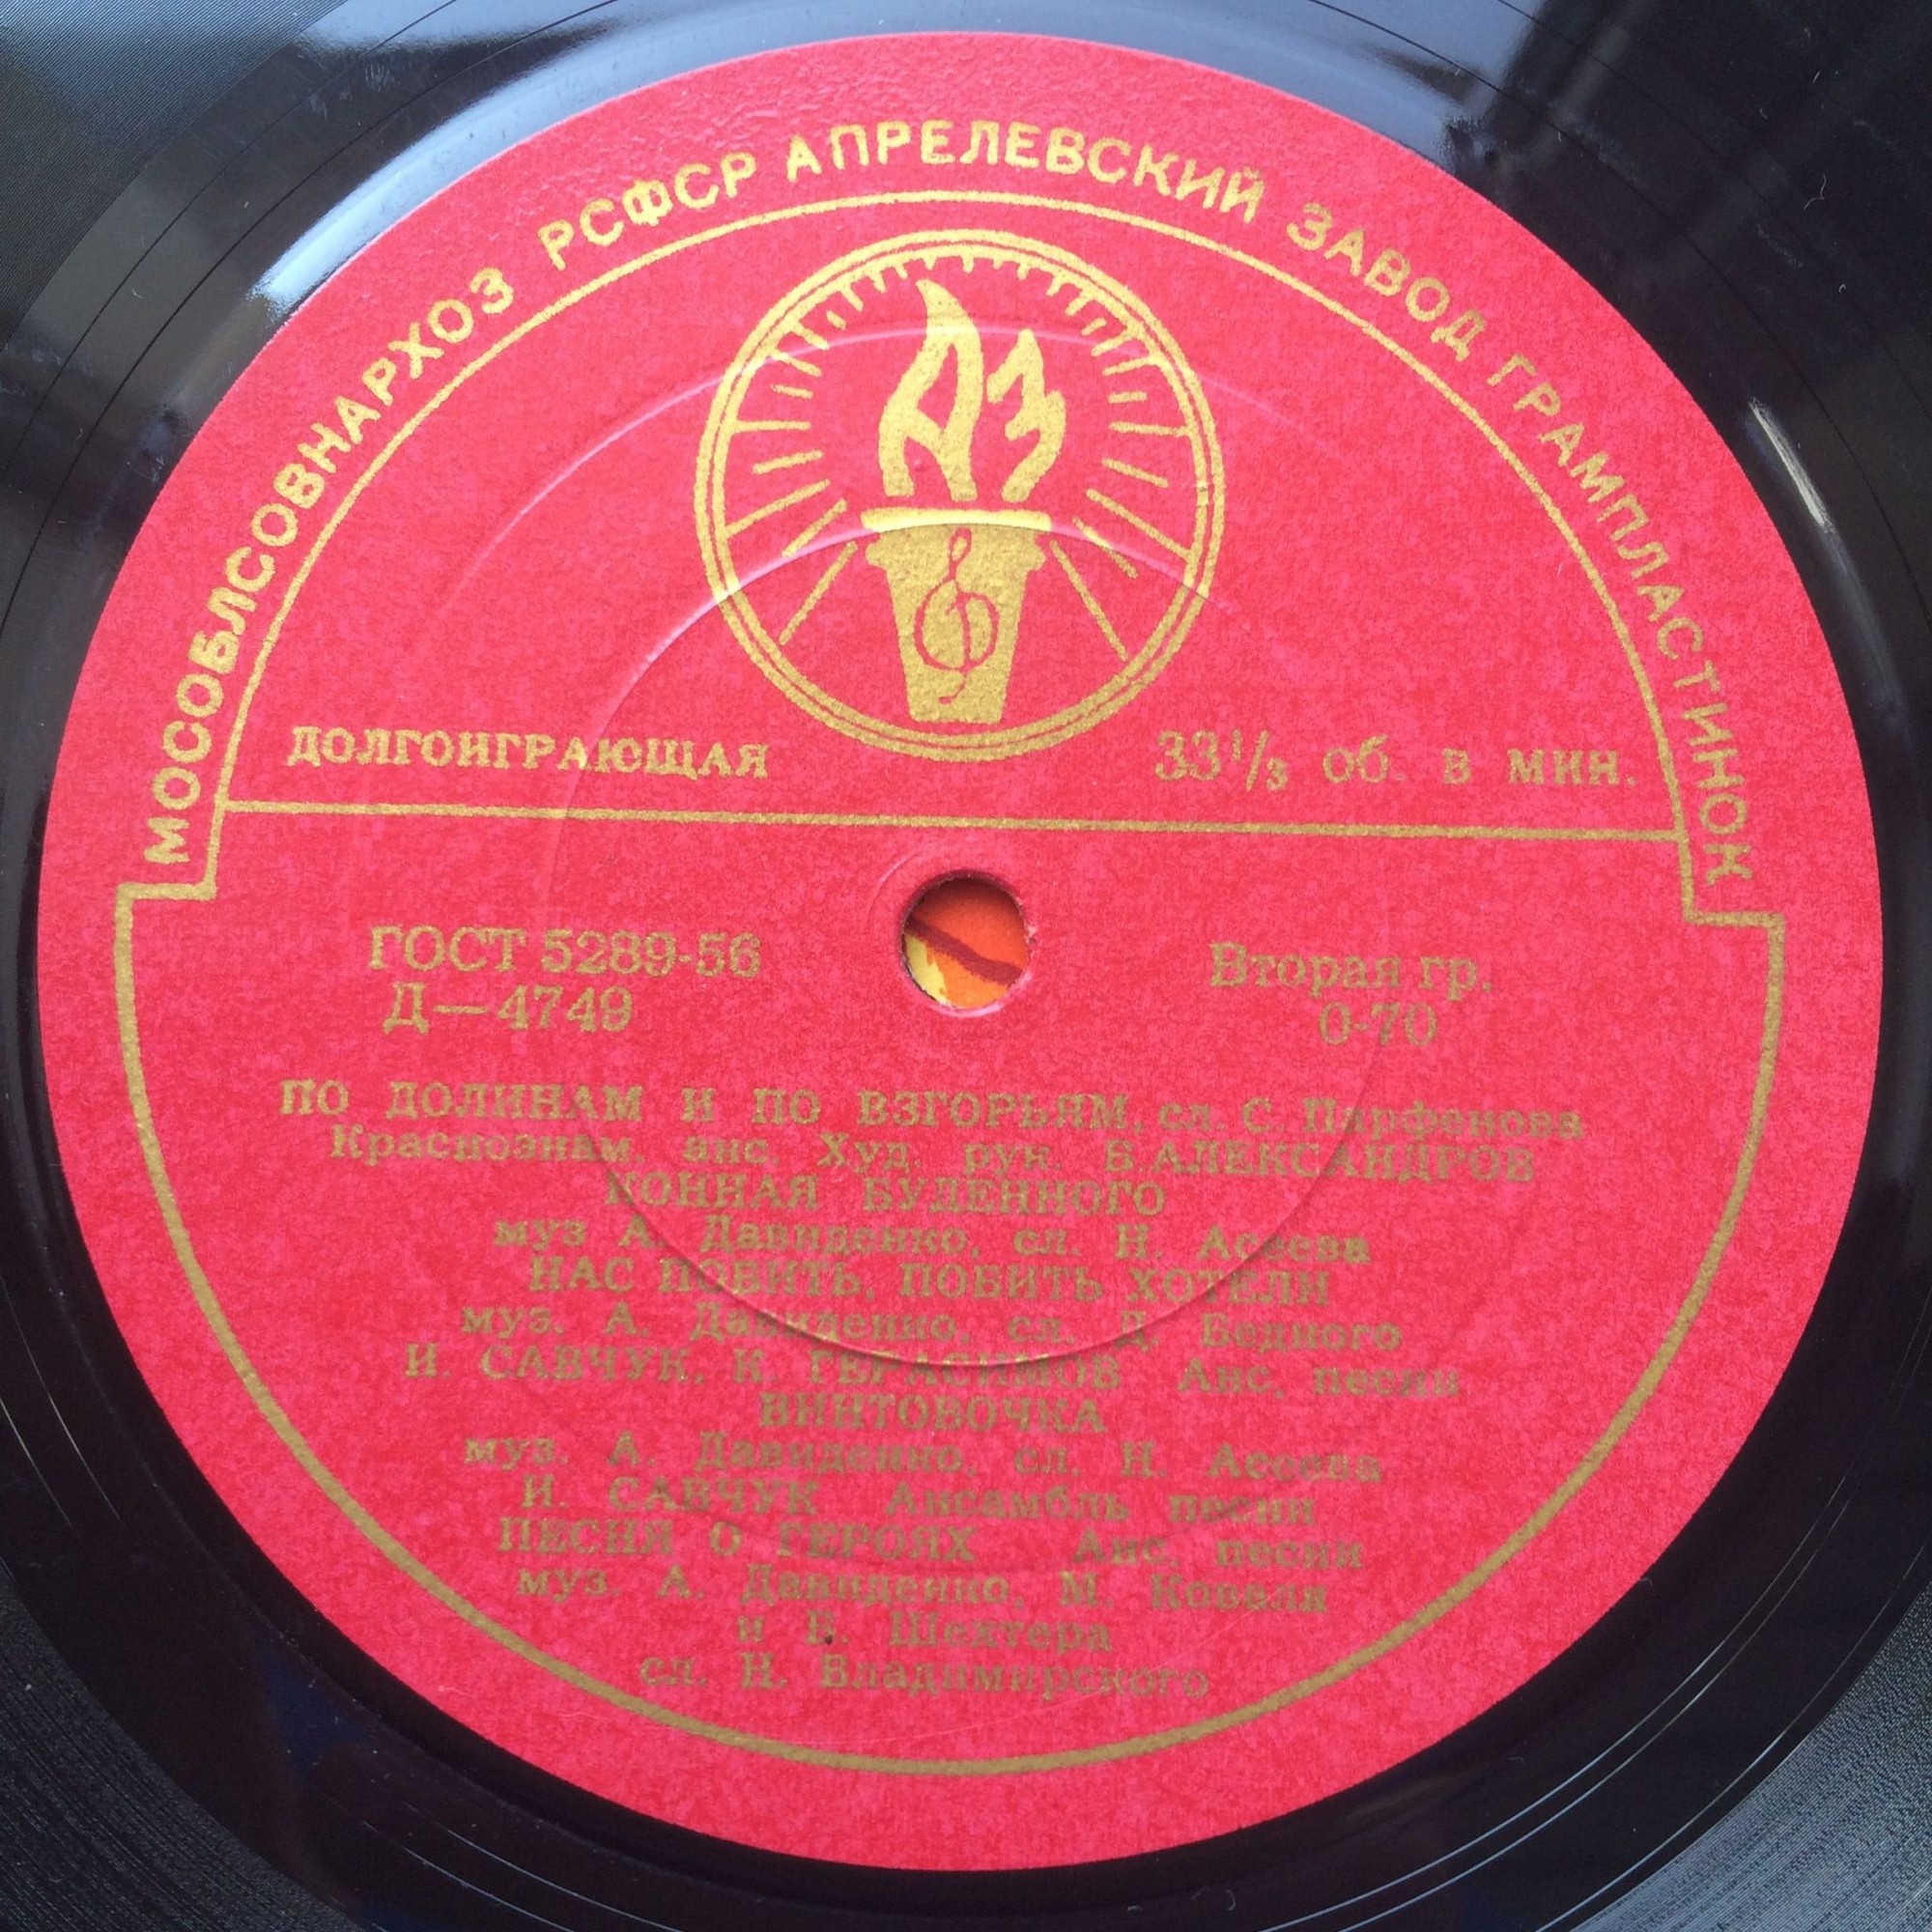 МОСОБЛСОВНАРХОЗ РСФСР АПРЕЛЕВСКИЙ ЗАВОД ГРАМПЛАСТИНОК
АЗ
ДОЛГОИГРАЮЩАЯ
33⅓ об. в мин.
ГОСТ 5289-56
Д—4749
Вторая гр.
0-70
ПО ДОЛИНАМ И ПО ВЗГОРЬЯМ, сл. С. Парфенова
Краснознам. анс. Худ. рук. Б. АЛЕКСАНДРОВ
КОННАЯ БУДЕННОГО
муз А. Давиденко, сл. Н. Асеева
НАС ПОБИТЬ, ПОБИТЬ ХОТЕЛИ
муз. А. Давиденко, сл. Д. Бедного
И. САВЧУК, К. ГЕРАСИМОВ Анс. песни
ВИНТОВОЧКА
муз. А. Давиденко, сл. Н. Асеева
И. САВЧУК Ансамбль песни
ПЕСНЯ О ГЕРОЯХ Анс. песни
муз. А. Давиденко, М. Коваля
и Б. Шехтера
сл. Н. Владимирского